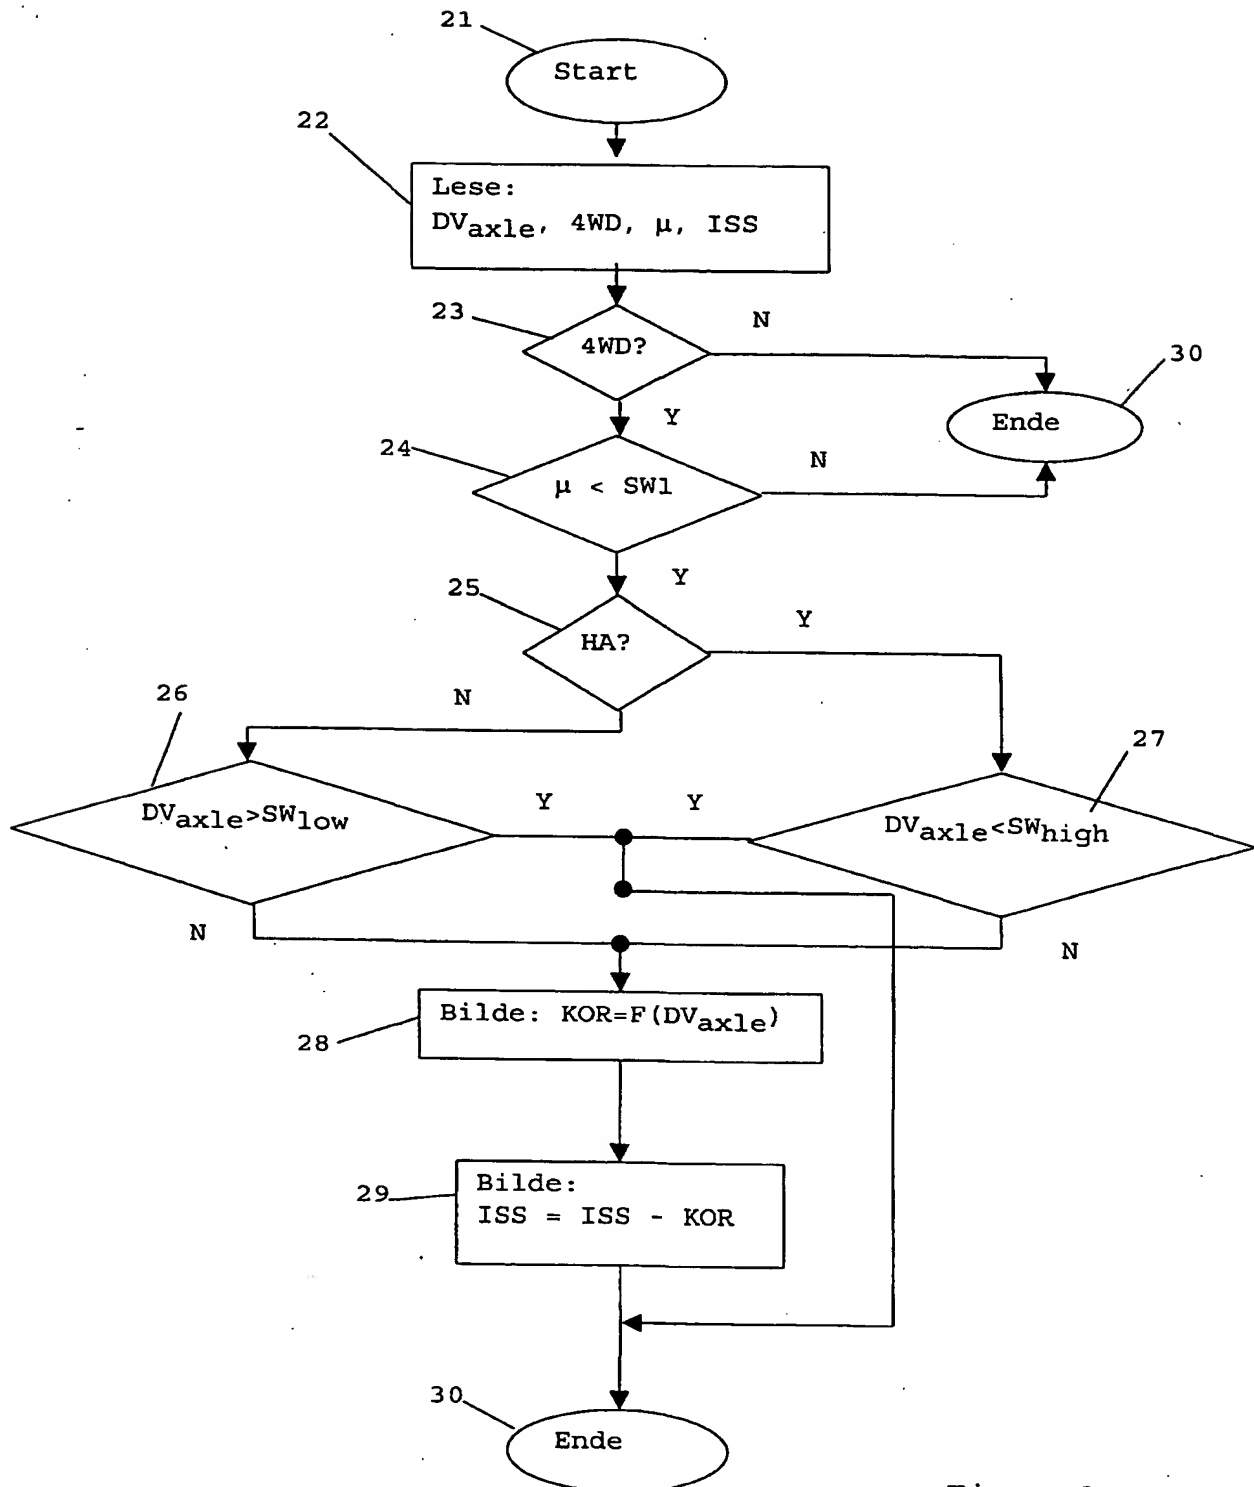 21
Start
22
Lese:
DVaxle, 4WD, μ, ISS
23
4WD?
N
30
Ende
Y
24
μ < SW1
N
Y
25
HA?
Y
N
26
27
DVaxle>SWlow
Y
Y
DVaxle<SWhigh
N
N
Bilde: KOR=F(DVaxle)
28
29
Bilde:
ISS = ISS - KOR
30
Ende